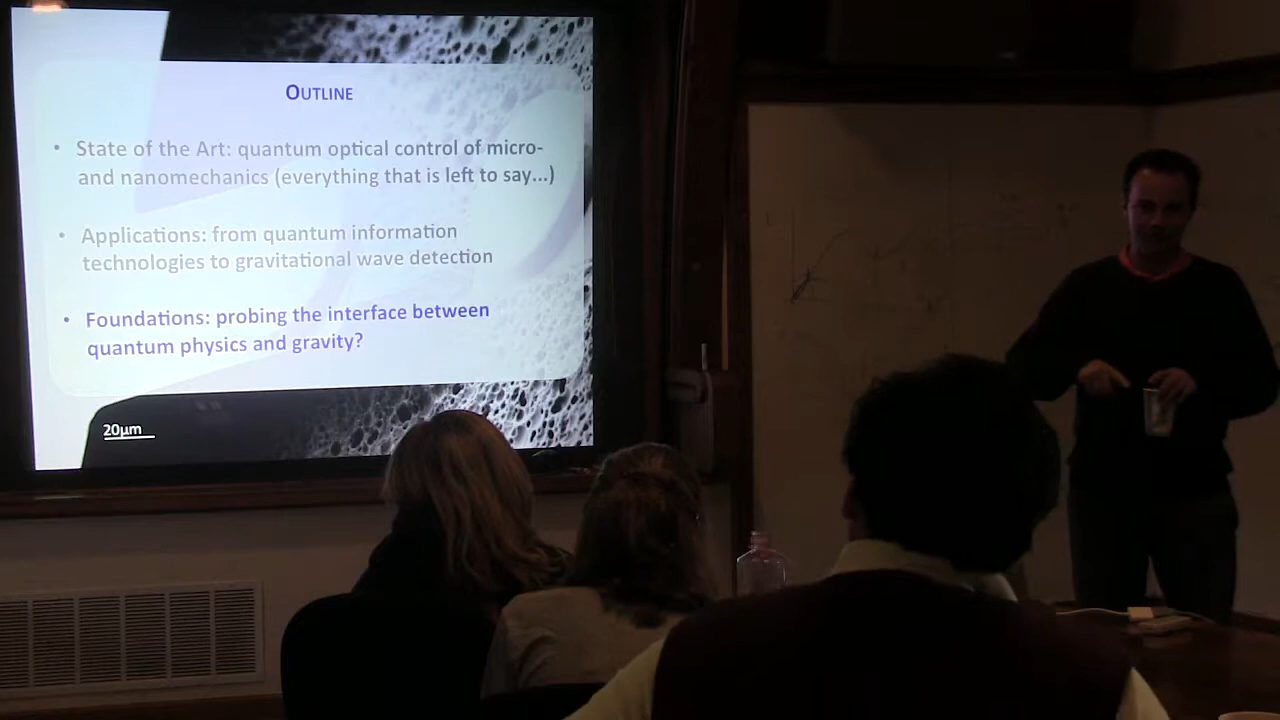 OUTLINE
• State of the Art: quantum optical control of micro-
and nanomechanics (everything that is left to say...)
• Applications: from quantum information
technologies to gravitational wave detection
• Foundations: probing the interface between
quantum physics and gravity?
20μm